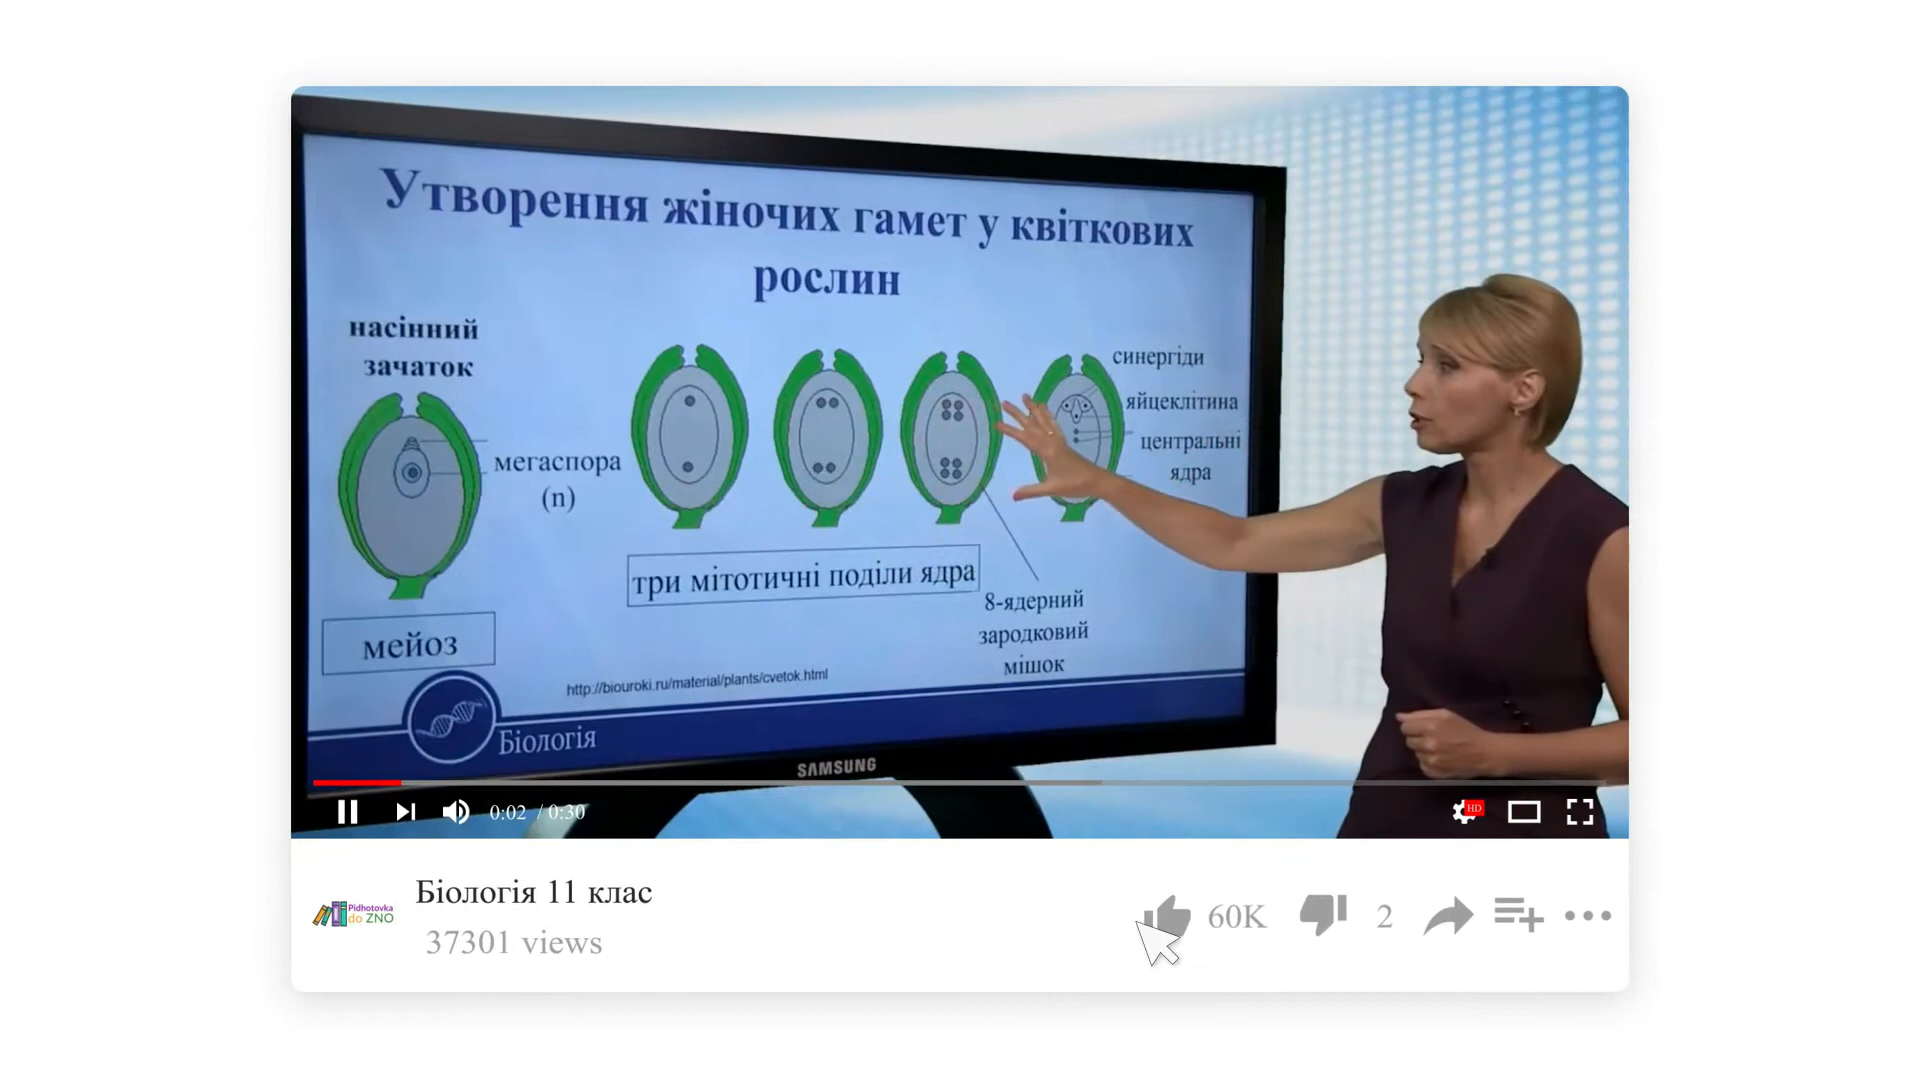 Утворення жіночих гамет у квіткових
рослин
насінний
зачаток
мегаспора
(n)
мейоз
три мітотичні поділи ядра
синергіди
яйцеклітина
центральні
ядра
8-ядерний
зародковий
мішок
http://biouroki.ru/material/plants/cvetok.html
Біологія
SAMSUNG
0:02 / 0:30
HD
Pidhotovka
do ZNO
Біологія 11 клас
37301 views
60K
2